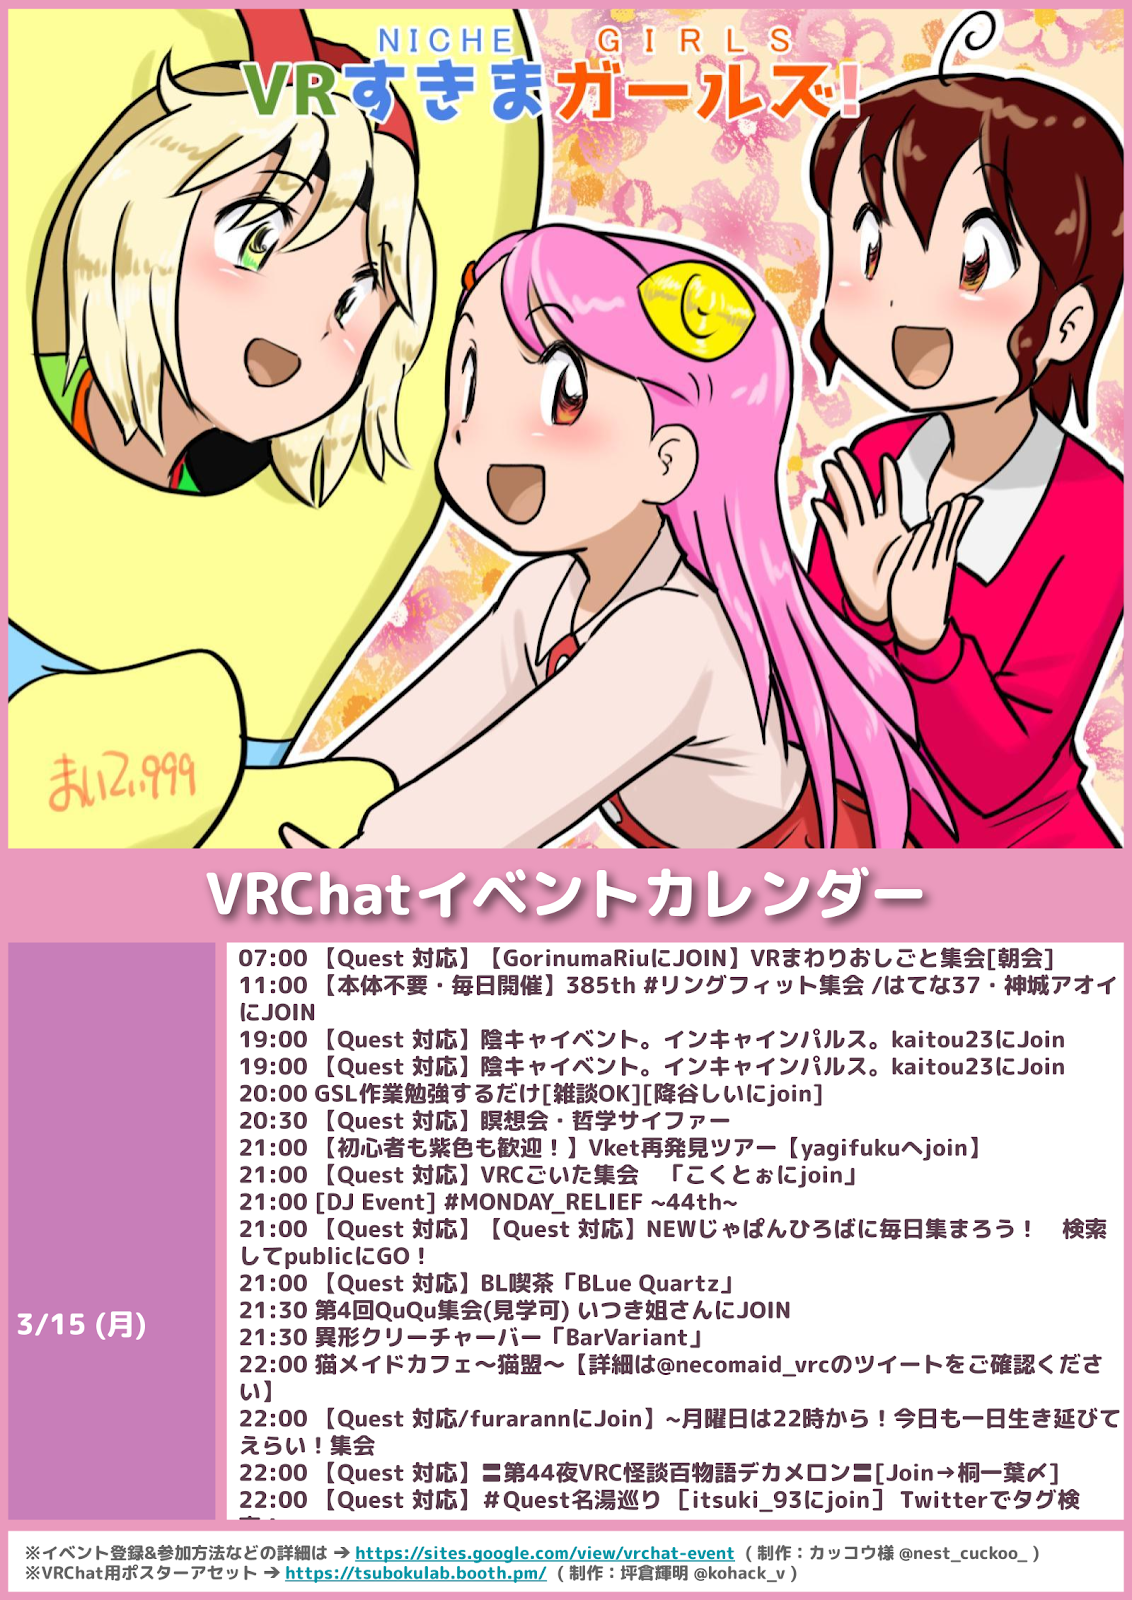 NICHE GIRLS
VRすきまガールズ!
まいてい999
VRChatイベントカレンダー
3/15 (月)
07:00 【Quest 対応】【GorinumaRiuにJOIN】VRまわりおしごと集会[朝会]
11:00 【本体不要・毎日開催】385th #リングフィット集会 /はてな37・神城アオイ
にJOIN
19:00 【Quest 対応】陰キャイベント。インキャインパルス。kaitou23にJoin
19:00 【Quest 対応】陰キャイベント。インキャインパルス。kaitou23にJoin
20:00 GSL作業勉強するだけ[雑談OK][降谷しいにjoin]
20:30 【Quest 対応】瞑想会・哲学サイファー
21:00 【初心者も紫色も歓迎！】Vket再発見ツアー【yagifukuへjoin】
21:00 【Quest 対応】VRCごいた集会　「こくとぉにjoin」
21:00 [DJ Event] #MONDAY_RELIEF ~44th~
21:00 【Quest 対応】【Quest 対応】NEWじゃぱんひろばに毎日集まろう！　検索
してpublicにGO！
21:00 【Quest 対応】BL喫茶「BLue Quartz」
21:30 第4回QuQu集会(見学可) いつき姐さんにJOIN
21:30 異形クリーチャーバー「BarVariant」
22:00 猫メイドカフェ〜猫盟〜【詳細は@necomaid_vrcのツイートをご確認くださ
い】
22:00 【Quest 対応/furarannにJoin】~月曜日は22時から！今日も一日生き延びて
えらい！集会
22:00 【Quest 対応】〓第44夜VRC怪談百物語デカメロン〓[Join→桐一葉〆]
22:00 【Quest 対応】＃Quest名湯巡り ［itsuki_93にjoin］ Twitterでタグ検
※イベント登録&参加方法などの詳細は → https://sites.google.com/view/vrchat-event ( 制作：カッコウ様 @nest_cuckoo_ )
※VRChat用ポスターアセット → https://tsubokulab.booth.pm/ ( 制作：坪倉輝明 @kohack_v )